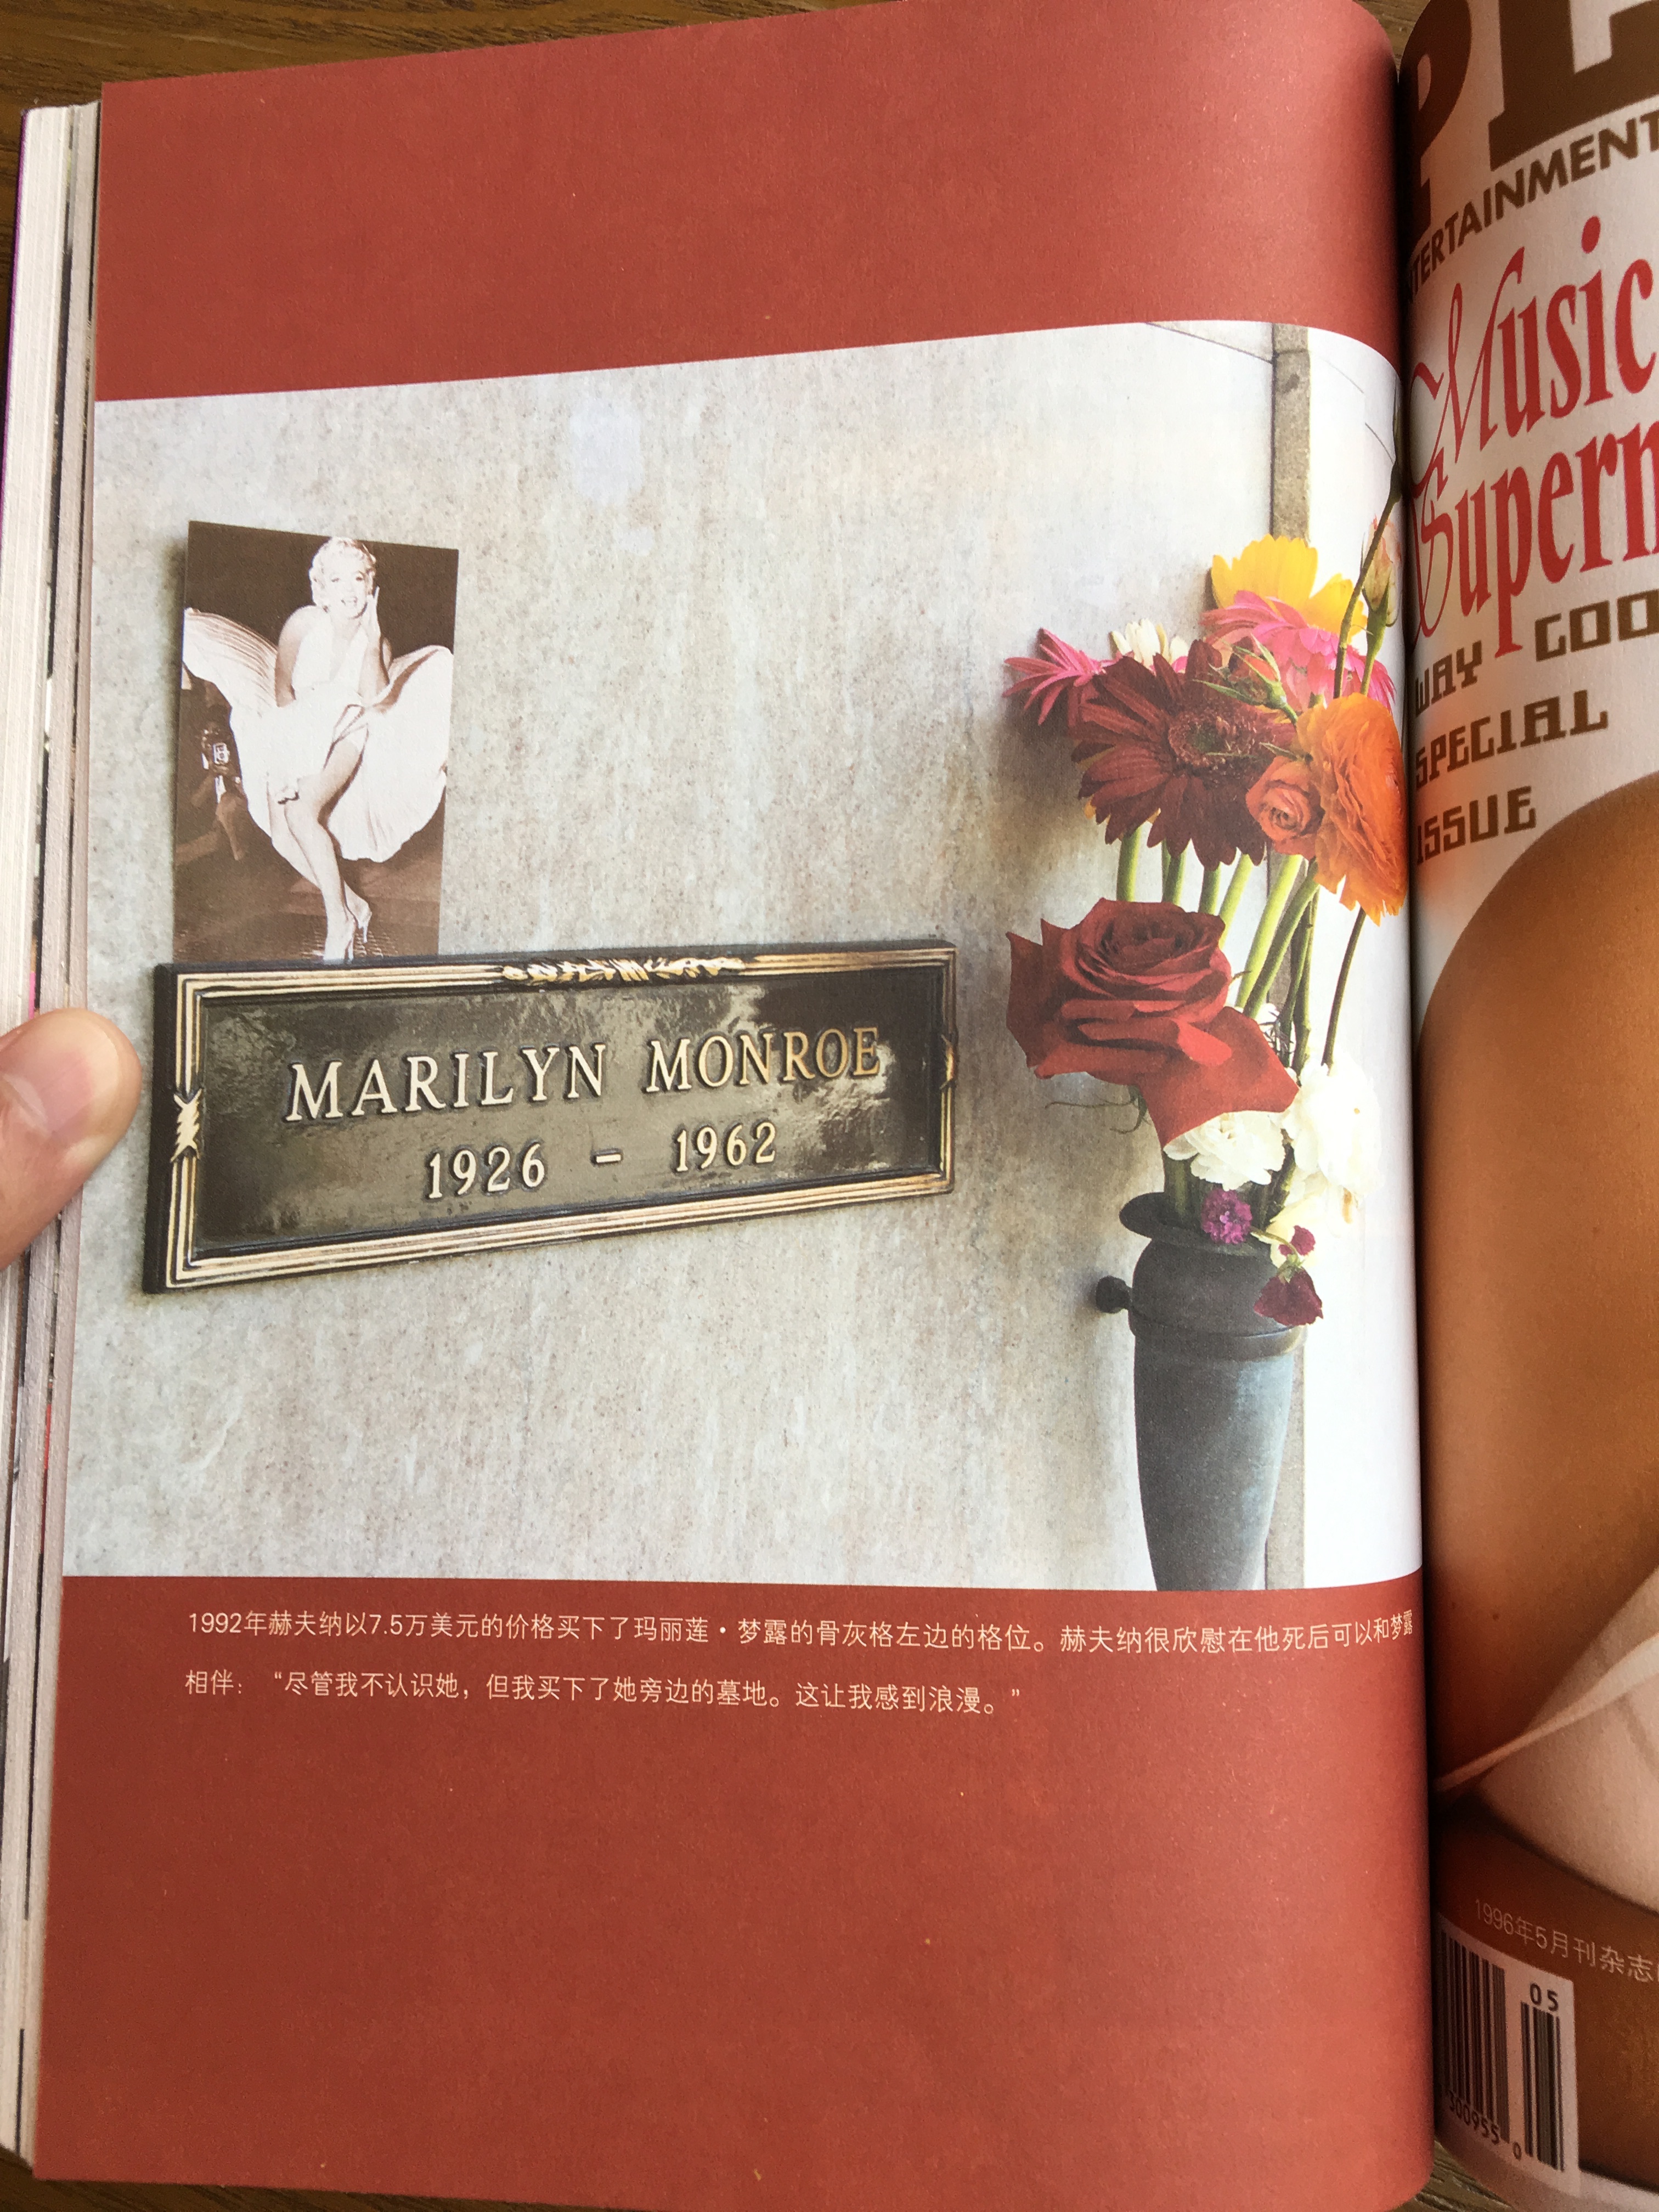 MARILYN MONROE
1926 - 1962
1992年赫夫纳以7.5万美元的价格买下了玛丽莲·梦露的骨灰格左边的格位。赫夫纳很欣慰在他死后可以和梦露
相伴：“尽管我不认识她，但我买下了她旁边的墓地。这让我感到浪漫。”
Music
WAY
SPECIAL
ISSUE
1996年5月刊杂志
05
300955 0